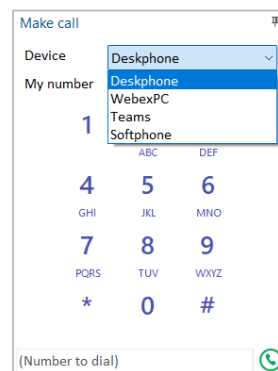 Make call
Device Deskphone
My number Deskphone
WebexPC
Teams
Softphone
1
ABC DEF
4 5 6
GHI JKL MNO
7 8 9
PQRS TUV WXYZ
* 0 #
(Number to dial)